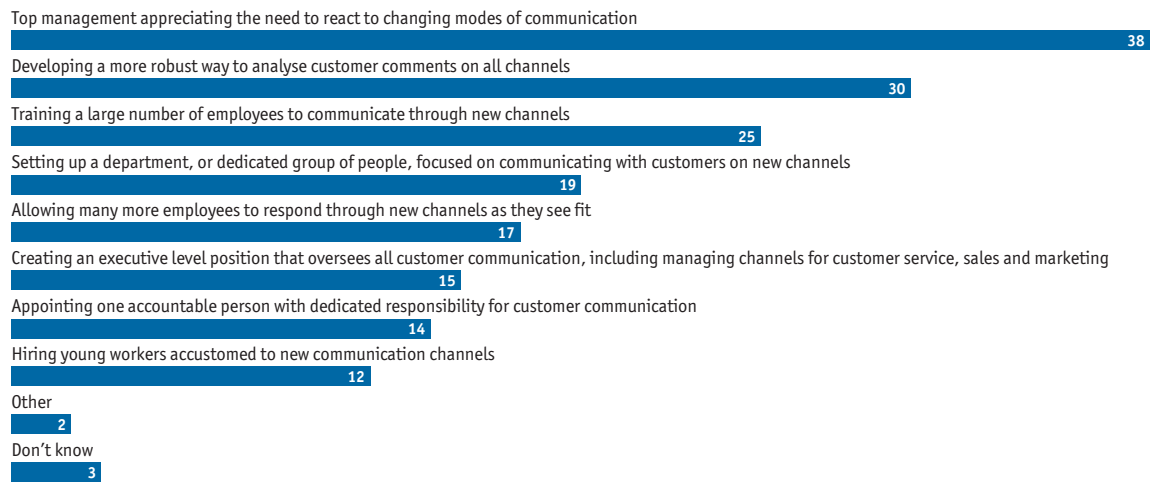 Top management appreciating the need to react to changing modes of communication
38
Developing a more robust way to analyse customer comments on all channels
30
Training a large number of employees to communicate through new channels
25
Setting up a department, or dedicated group of people, focused on communicating with customers on new channels
19
Allowing many more employees to respond through new channels as they see fit
17
Creating an executive level position that oversees all customer communication, including managing channels for customer service, sales and marketing
15
Appointing one accountable person with dedicated responsibility for customer communication
14
Hiring young workers accustomed to new communication channels
12
Other
2
Don’t know
3